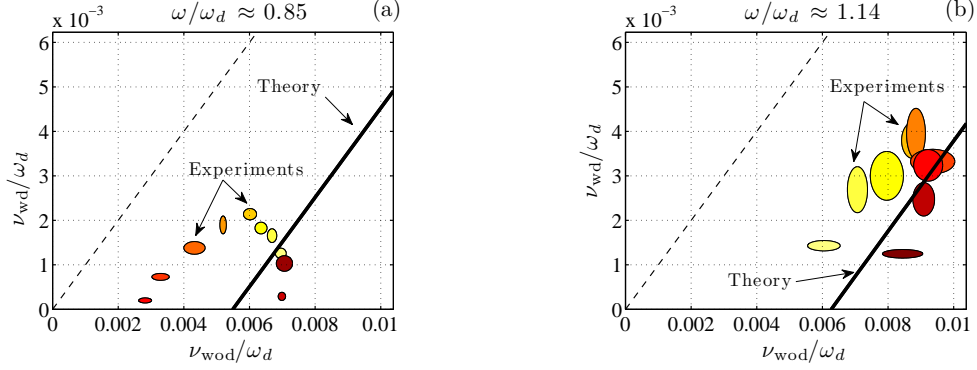 x 10⁻³ ω/ω_d ≈ 0.85 (a)
6
5
4
3
2
1
0
ν_wd/ω_d
Theory
Experiments
0 0.002 0.004 0.006 0.008 0.01
ν_wod/ω_d
x 10⁻³ ω/ω_d ≈ 1.14 (b)
6
5
4
3
2
1
0
ν_wd/ω_d
Experiments
Theory
0 0.002 0.004 0.006 0.008 0.01
ν_wod/ω_d